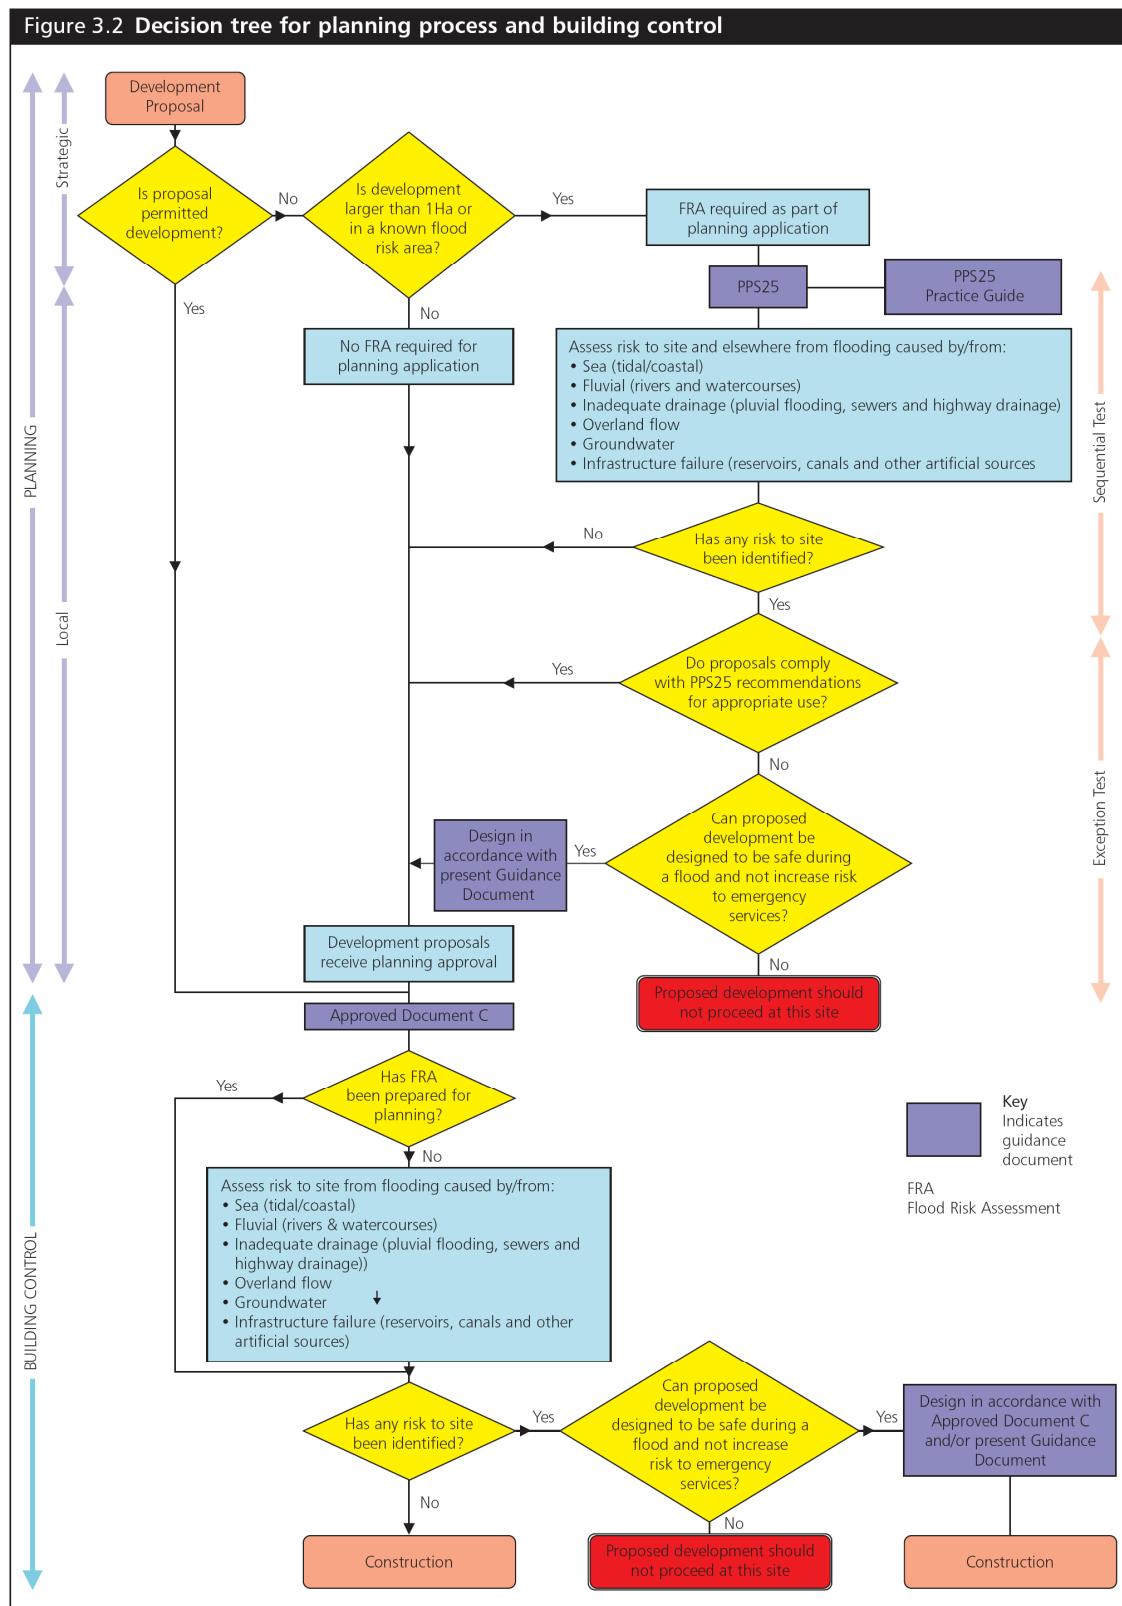 Figure 3.2 Decision tree for planning process and building control
Development
Proposal
Strategic
Is proposal
permitted
development?
No
Is development
larger than 1Ha or
in a known flood
risk area?
Yes
FRA required as part of
planning application
PPS25
PPS25
Practice Guide
Yes
No
No FRA required for
planning application
Assess risk to site and elsewhere from flooding caused by/from:
• Sea (tidal/coastal)
• Fluvial (rivers and watercourses)
• Inadequate drainage (pluvial flooding, sewers and highway drainage)
• Overland flow
• Groundwater
• Infrastructure failure (reservoirs, canals and other artificial sources
PLANNING
Sequential Test
No
Has any risk to site
been identified?
Yes
Local
Yes
Do proposals comply
with PPS25 recommendations
for appropriate use?
No
Exception Test
Design in
accordance with
present Guidance
Document
Yes
Can proposed
development be
designed to be safe during
a flood and not increase risk
to emergency
services?
Development proposals
receive planning approval
No
Proposed development should
not proceed at this site
Approved Document C
Yes
Has FRA
been prepared for
planning?
No
Key
Indicates
guidance
document
FRA
Flood Risk Assessment
Assess risk to site from flooding caused by/from:
• Sea (tidal/coastal)
• Fluvial (rivers & watercourses)
• Inadequate drainage (pluvial flooding, sewers and
highway drainage))
• Overland flow
• Groundwater
• Infrastructure failure (reservoirs, canals and other
artificial sources)
BUILDING CONTROL
Has any risk to site
been identified?
Yes
Can proposed
development be
designed to be safe during a
flood and not increase
risk to emergency
services?
Yes
Design in accordance with
Approved Document C
and/or present Guidance
Document
No
No
Construction
Proposed development should
not proceed at this site
Construction